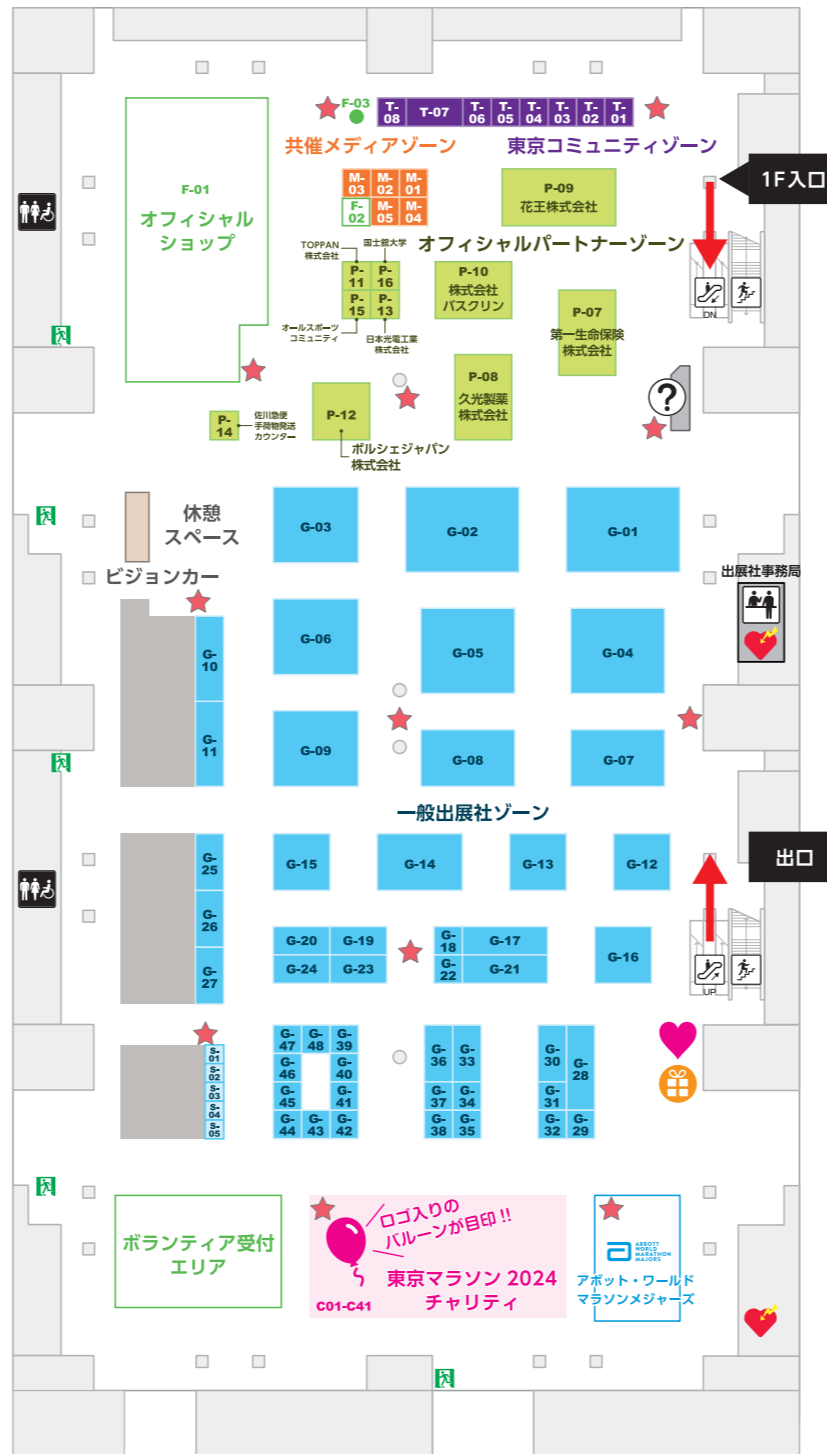 F-03
T-08
T-07
T-06
T-05
T-04
T-03
T-02
T-01
共催メディアゾーン
東京コミュニティゾーン
1F入口
F-01
オフィシャル
ショップ
M-03
M-02
M-01
F-02
M-05
M-04
P-09
花王株式会社
オフィシャルパートナーゾーン
TOPPAN
株式会社
国士舘大学
P-11
P-16
P-15
P-13
オールスポーツ
コミュニティ
日本光電工業
株式会社
P-10
株式会社
バスクリン
P-07
第一生命保険
株式会社
DN
P-08
久光製薬
株式会社
?
P-14
佐川急便
手荷物発送
カウンター
P-12
ポルシェジャパン
株式会社
休憩
スペース
G-03
G-02
G-01
ビジョンカー
出展社事務局
G-10
G-06
G-05
G-04
G-11
G-09
G-08
G-07
一般出展社ゾーン
G-25
G-15
G-14
G-13
G-12
出口
G-26
G-20
G-19
G-18
G-17
G-16
G-27
G-24
G-23
G-22
G-21
UP
S-01
S-02
S-03
S-04
S-05
G-47
G-48
G-39
G-46
G-40
G-45
G-41
G-44
G-43
G-42
G-36
G-33
G-37
G-34
G-38
G-35
G-30
G-28
G-31
G-32
G-29
ボランティア受付
エリア
ロゴ入りの
バルーンが目印!!
東京マラソン 2024
チャリティ
C01-C41
ABBOTT
WORLD
MARATHON
MAJORS
アボット・ワールド
マラソンメジャーズ